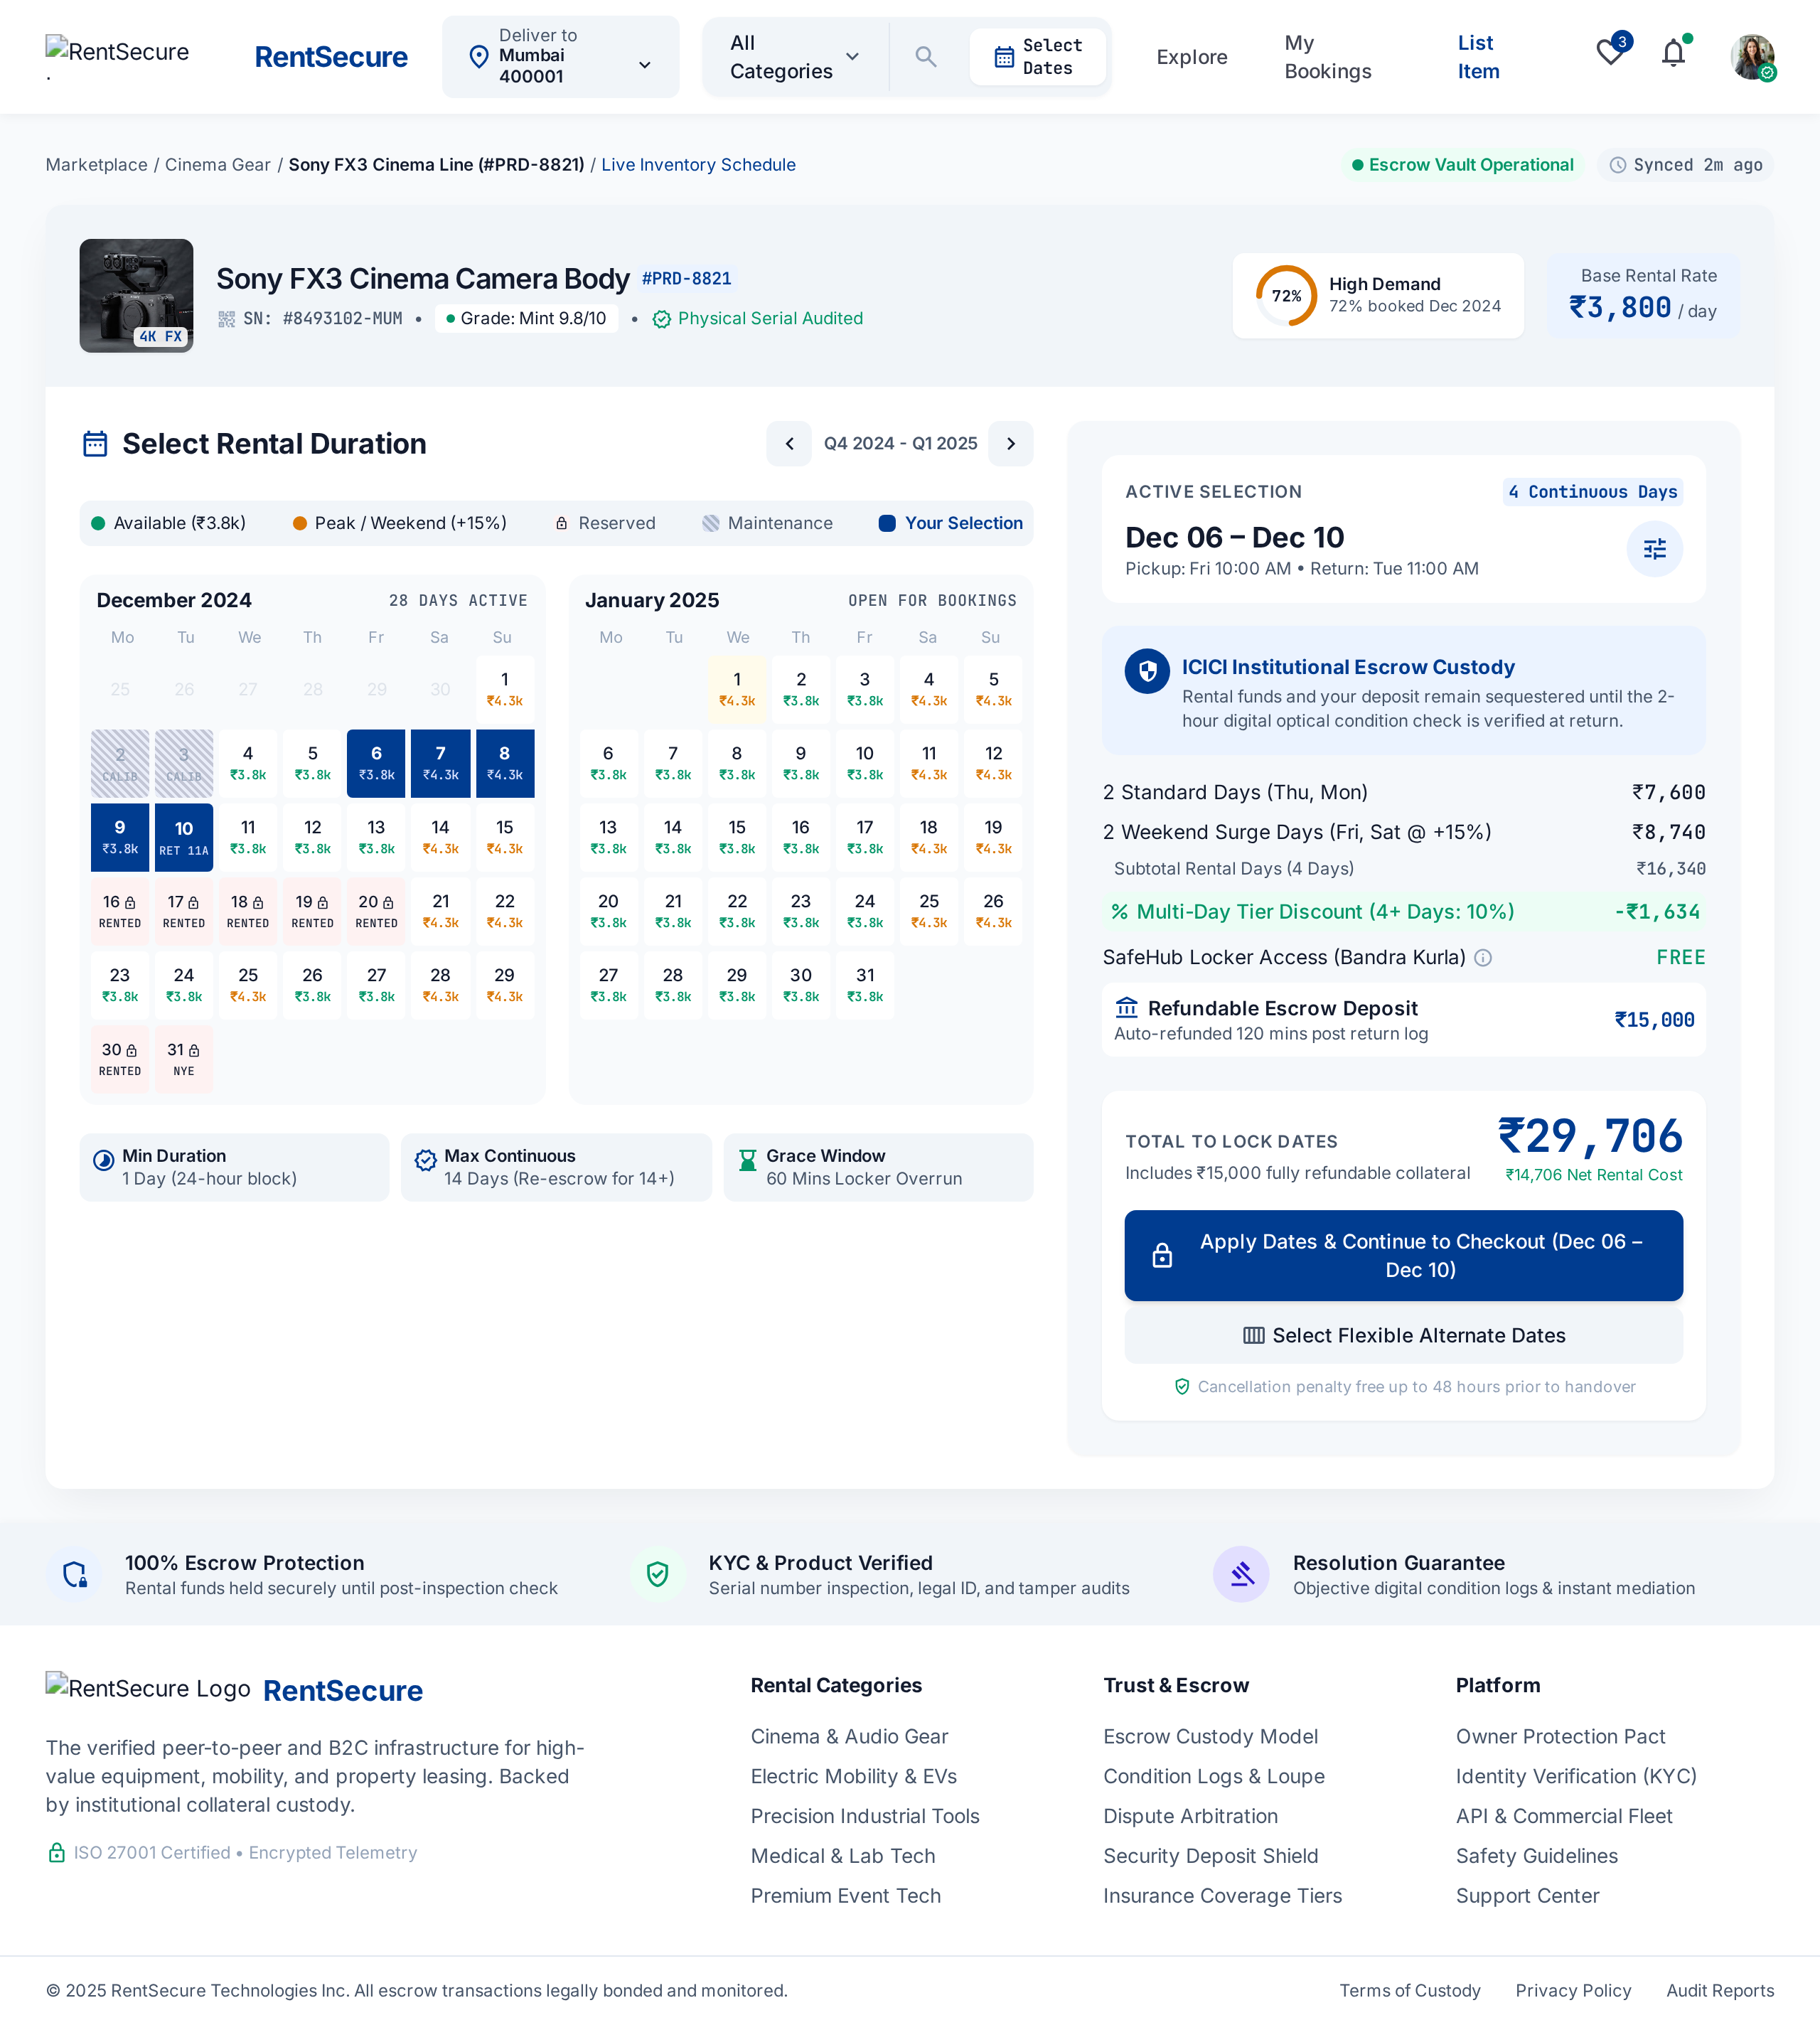 RentSecure
.
RentSecure
Deliver to
Mumbai
400001
All
Categories
Select
Dates
Explore
My
Bookings
List
Item
3
Marketplace / Cinema Gear / Sony FX3 Cinema Line (#PRD-8821) / Live Inventory Schedule
Escrow Vault Operational
Synced 2m ago
4K FX
Sony FX3 Cinema Camera Body #PRD-8821
SN: #8493102-MUM • Grade: Mint 9.8/10 • Physical Serial Audited
72%
High Demand
72% booked Dec 2024
Base Rental Rate
₹3,800 / day
Select Rental Duration
Q4 2024 - Q1 2025
Available (₹3.8k) Peak / Weekend (+15%) Reserved Maintenance Your Selection
December 2024 28 DAYS ACTIVE
Mo Tu We Th Fr Sa Su
25 26 27 28 29 30 1
₹4.3k
2 3 4 5 6 7 8
CALIB CALIB ₹3.8k ₹3.8k ₹3.8k ₹4.3k ₹4.3k
9 10 11 12 13 14 15
₹3.8k RET 11A ₹3.8k ₹3.8k ₹3.8k ₹4.3k ₹4.3k
16 17 18 19 20 21 22
RENTED RENTED RENTED RENTED RENTED ₹4.3k ₹4.3k
23 24 25 26 27 28 29
₹3.8k ₹3.8k ₹4.3k ₹3.8k ₹3.8k ₹4.3k ₹4.3k
30 31
RENTED NYE
January 2025 OPEN FOR BOOKINGS
Mo Tu We Th Fr Sa Su
1 2 3 4 5
₹4.3k ₹3.8k ₹3.8k ₹4.3k ₹4.3k
6 7 8 9 10 11 12
₹3.8k ₹3.8k ₹3.8k ₹3.8k ₹3.8k ₹4.3k ₹4.3k
13 14 15 16 17 18 19
₹3.8k ₹3.8k ₹3.8k ₹3.8k ₹3.8k ₹4.3k ₹4.3k
20 21 22 23 24 25 26
₹3.8k ₹3.8k ₹3.8k ₹3.8k ₹3.8k ₹4.3k ₹4.3k
27 28 29 30 31
₹3.8k ₹3.8k ₹3.8k ₹3.8k ₹3.8k
Min Duration
1 Day (24-hour block)
Max Continuous
14 Days (Re-escrow for 14+)
Grace Window
60 Mins Locker Overrun
ACTIVE SELECTION
4 Continuous Days
Dec 06 – Dec 10
Pickup: Fri 10:00 AM • Return: Tue 11:00 AM
ICICI Institutional Escrow Custody
Rental funds and your deposit remain sequestered until the 2-
hour digital optical condition check is verified at return.
2 Standard Days (Thu, Mon) ₹7,600
2 Weekend Surge Days (Fri, Sat @ +15%) ₹8,740
Subtotal Rental Days (4 Days) ₹16,340
% Multi-Day Tier Discount (4+ Days: 10%) -₹1,634
SafeHub Locker Access (Bandra Kurla) FREE
Refundable Escrow Deposit
Auto-refunded 120 mins post return log
₹15,000
TOTAL TO LOCK DATES
Includes ₹15,000 fully refundable collateral
₹29,706
₹14,706 Net Rental Cost
Apply Dates & Continue to Checkout (Dec 06 –
Dec 10)
Select Flexible Alternate Dates
Cancellation penalty free up to 48 hours prior to handover
100% Escrow Protection
Rental funds held securely until post-inspection check
KYC & Product Verified
Serial number inspection, legal ID, and tamper audits
Resolution Guarantee
Objective digital condition logs & instant mediation
RentSecure Logo
RentSecure
The verified peer-to-peer and B2C infrastructure for high-
value equipment, mobility, and property leasing. Backed
by institutional collateral custody.
ISO 27001 Certified • Encrypted Telemetry
Rental Categories
Cinema & Audio Gear
Electric Mobility & EVs
Precision Industrial Tools
Medical & Lab Tech
Premium Event Tech
Trust & Escrow
Escrow Custody Model
Condition Logs & Loupe
Dispute Arbitration
Security Deposit Shield
Insurance Coverage Tiers
Platform
Owner Protection Pact
Identity Verification (KYC)
API & Commercial Fleet
Safety Guidelines
Support Center
© 2025 RentSecure Technologies Inc. All escrow transactions legally bonded and monitored.
Terms of Custody Privacy Policy Audit Reports